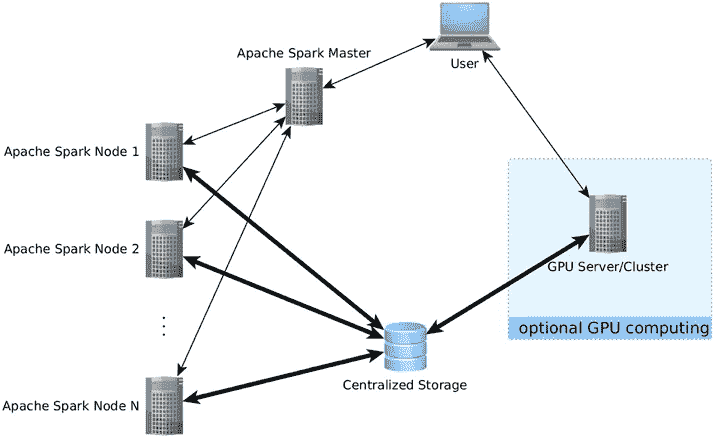 Apache Spark Master
User
Apache Spark Node 1
Apache Spark Node 2
GPU Server/Cluster
optional GPU computing
Centralized Storage
Apache Spark Node N